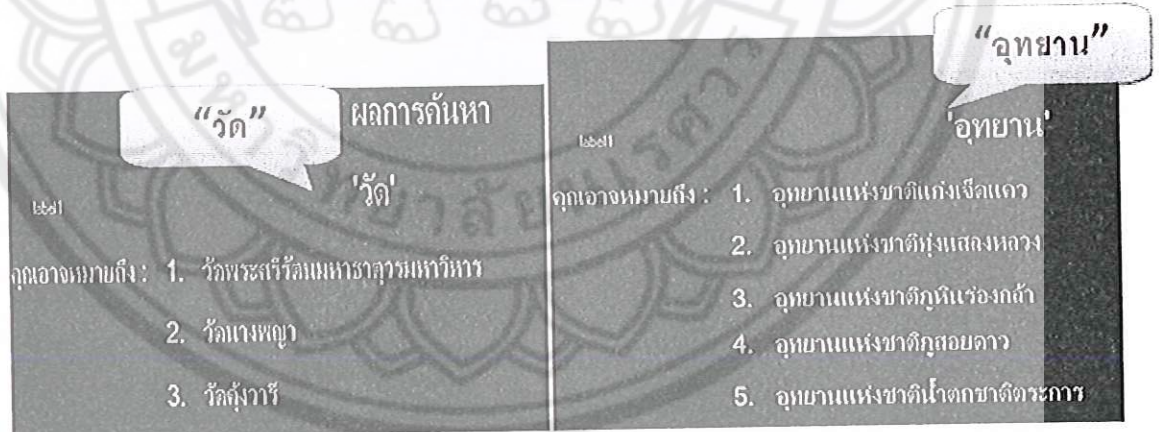 “วัด”
ผลการค้นหา
'วัด'
label1
คุณอาจหมายถึง : 1. วัดพระศรีรัตนมหาธาตุวรมหาวิหาร
2. วัดนางพญา
3. วัดคุ้งวารี
“อุทยาน”
'อุทยาน'
label1
คุณอาจหมายถึง : 1. อุทยานแห่งชาติแก่งเจ็ดแคว
2. อุทยานแห่งชาติทุ่งแสลงหลวง
3. อุทยานแห่งชาติภูหินร่องกล้า
4. อุทยานแห่งชาติภูสอยดาว
5. อุทยานแห่งชาติน้ำตกชาติตระการ